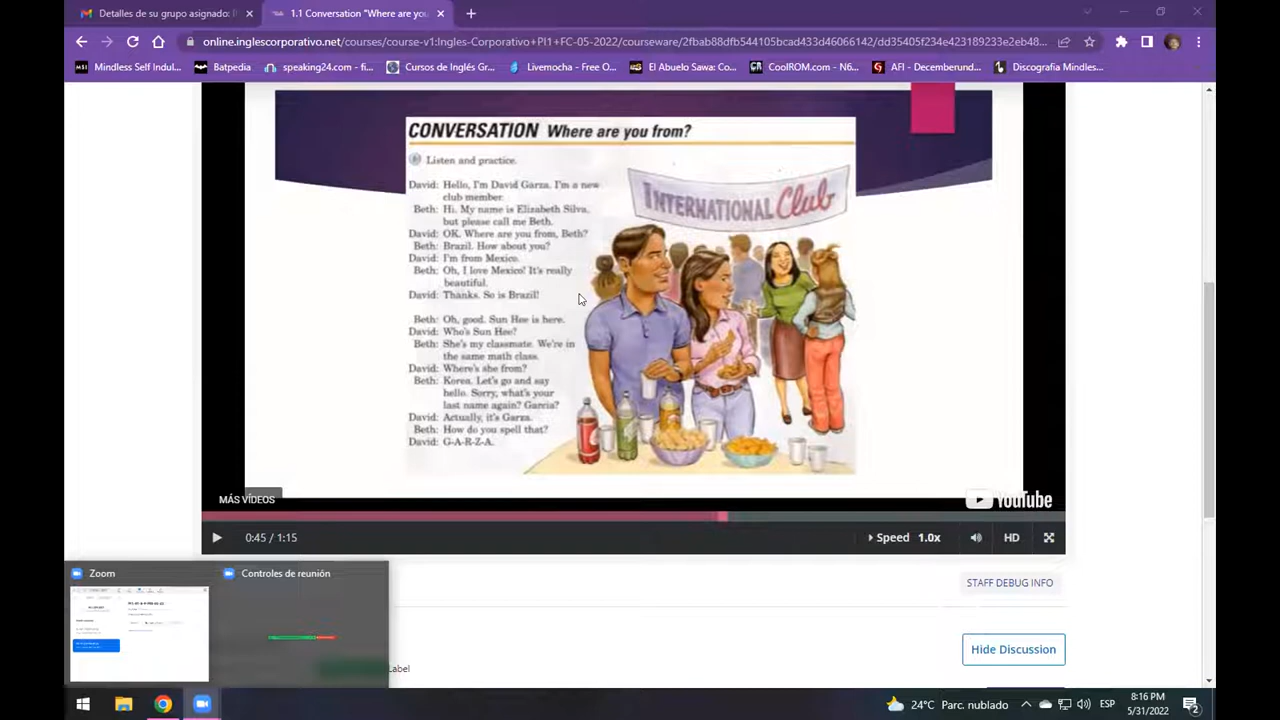 Detalles de su grupo asignado: I
1.1 Conversation "Where are you
online.inglescorporativo.net/courses/course-v1:Ingles-Corporativo+PI1+FC-05-2022/courseware/2fbab88dfb544105bcad433d46066142/dd35405f234e423189233e2eb48...
Mindless Self Indul...
Batpedia
speaking24.com - fi...
Cursos de Inglés Gr...
Livemocha - Free O...
El Abuelo Sawa: Co...
CoolROM.com - N6...
AFI - Decemberund...
Discografia Mindles...
CONVERSATION Where are you from?
Listen and practice.
INTERNATIONAL Club
David: Hello, I'm David Garza. I'm a new
club member.
Beth: Hi. My name is Elizabeth Silva,
but please call me Beth.
David: OK. Where are you from, Beth?
Beth: Brazil. How about you?
David: I'm from Mexico.
Beth: Oh, I love Mexico! It's really
beautiful.
David: Thanks. So is Brazil!
Beth: Oh, good. Sun Hee is here.
David: Who's Sun Hee?
Beth: She's my classmate. We're in
the same math class.
David: Where's she from?
Beth: Korea. Let's go and say
hello. Sorry, what's your
last name again? Garcia?
David: Actually, it's Garza.
Beth: How do you spell that?
David: G-A-R-Z-A.
MÁS VÍDEOS
YouTube
0:45 / 1:15
Speed 1.0x
HD
Zoom
Controles de reunión
STAFF DEBUG INFO
Hide Discussion
Label
24°C Parc. nublado
ESP
8:16 PM
5/31/2022
2